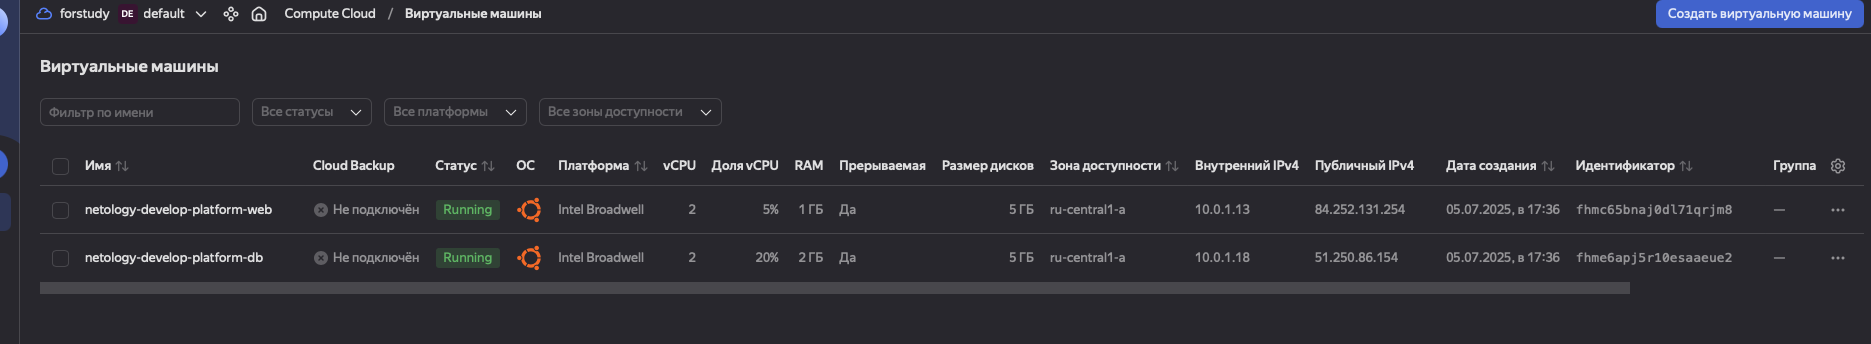 forstudy DE default Compute Cloud / Виртуальные машины Создать виртуальную машину
Виртуальные машины
Фильтр по имени Все статусы Все платформы Все зоны доступности
Имя Cloud Backup Статус ОС Платформа vCPU Доля vCPU RAM Прерываемая Размер дисков Зона доступности Внутренний IPv4 Публичный IPv4 Дата создания Идентификатор Группа
netology-develop-platform-web Не подключён Running Intel Broadwell 2 5% 1 ГБ Да 5 ГБ ru-central1-a 10.0.1.13 84.252.131.254 05.07.2025, в 17:36 fhmc65bnaj0dl71qrjm8 —
netology-develop-platform-db Не подключён Running Intel Broadwell 2 20% 2 ГБ Да 5 ГБ ru-central1-a 10.0.1.18 51.250.86.154 05.07.2025, в 17:36 fhme6apj5r10esaaeue2 —